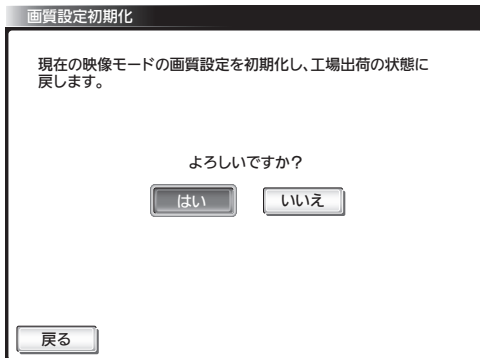 画質設定初期化
現在の映像モードの画質設定を初期化し、工場出荷の状態に
戻します。
よろしいですか?
はい いいえ
戻る